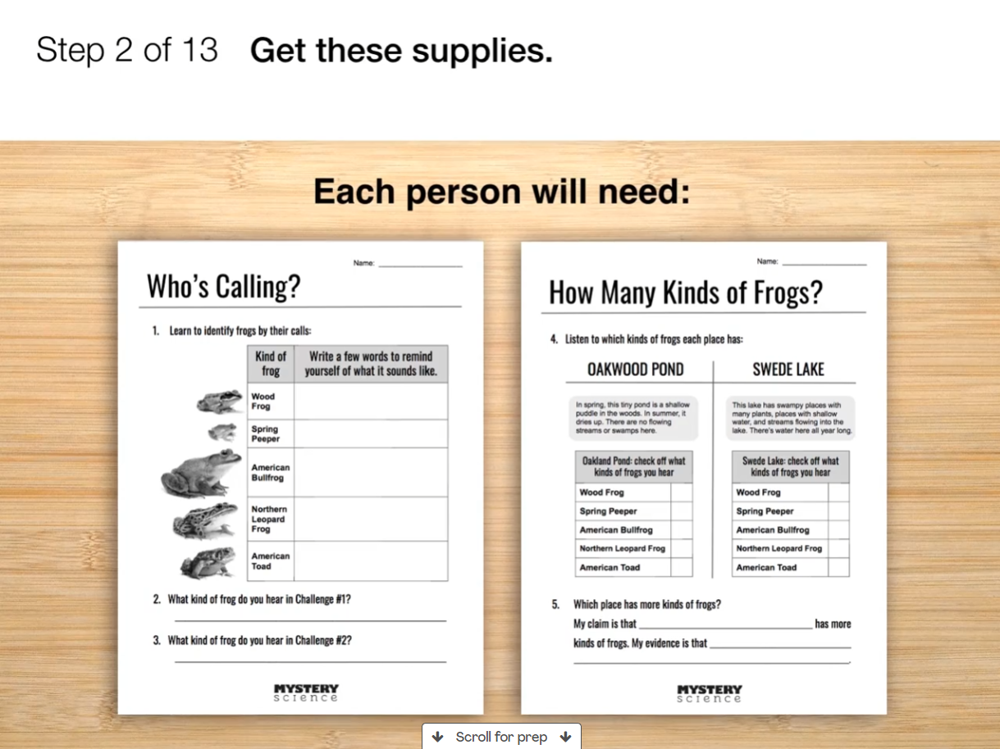 Step 2 of 13 Get these supplies.
Each person will need:
Name:
Who's Calling?
1. Learn to identify frogs by their calls:
Kind of frog
Write a few words to remind
yourself of what it sounds like.
Wood
Frog
Spring
Peeper
American
Bullfrog
Northern
Leopard
Frog
American
Toad
2. What kind of frog do you hear in Challenge #1?
3. What kind of frog do you hear in Challenge #2?
MYSTERY
science
Name:
How Many Kinds of Frogs?
4. Listen to which kinds of frogs each place has:
OAKWOOD POND
In spring, this tiny pond is a shallow
puddle in the woods. In summer, it
dries up. There are no flowing
streams or swamps here.
Oakland Pond: check off what
kinds of frogs you hear
Wood Frog
Spring Peeper
American Bullfrog
Northern Leopard Frog
American Toad
SWEDE LAKE
This lake has swampy places with
many plants, places with shallow
water, and streams flowing into the
lake. There's water here all year long.
Swede Lake: check off what
kinds of frogs you hear
Wood Frog
Spring Peeper
American Bullfrog
Northern Leopard Frog
American Toad
5. Which place has more kinds of frogs?
My claim is that ______ has more
kinds of frogs. My evidence is that ______
______.
MYSTERY
science
Scroll for prep